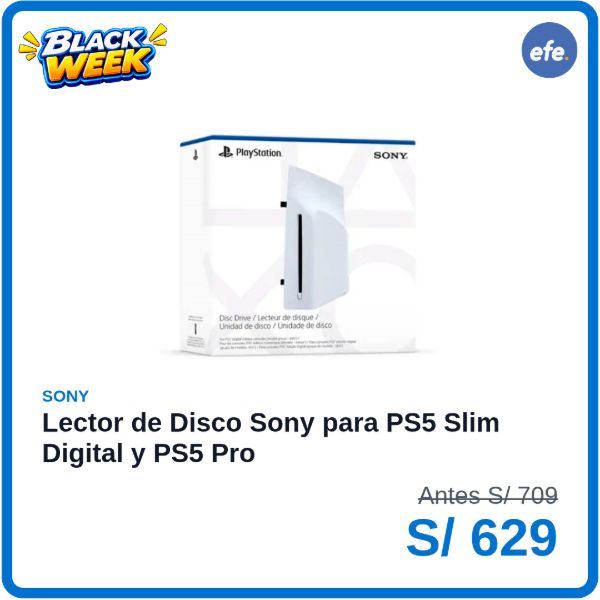 BLACK
WEEK
efe.
PlayStation
SONY
Disc Drive / Lecteur de disque /
Unidad de disco / Unidade de disco
SONY
Lector de Disco Sony para PS5 Slim
Digital y PS5 Pro
Antes S/ 709
S/ 629